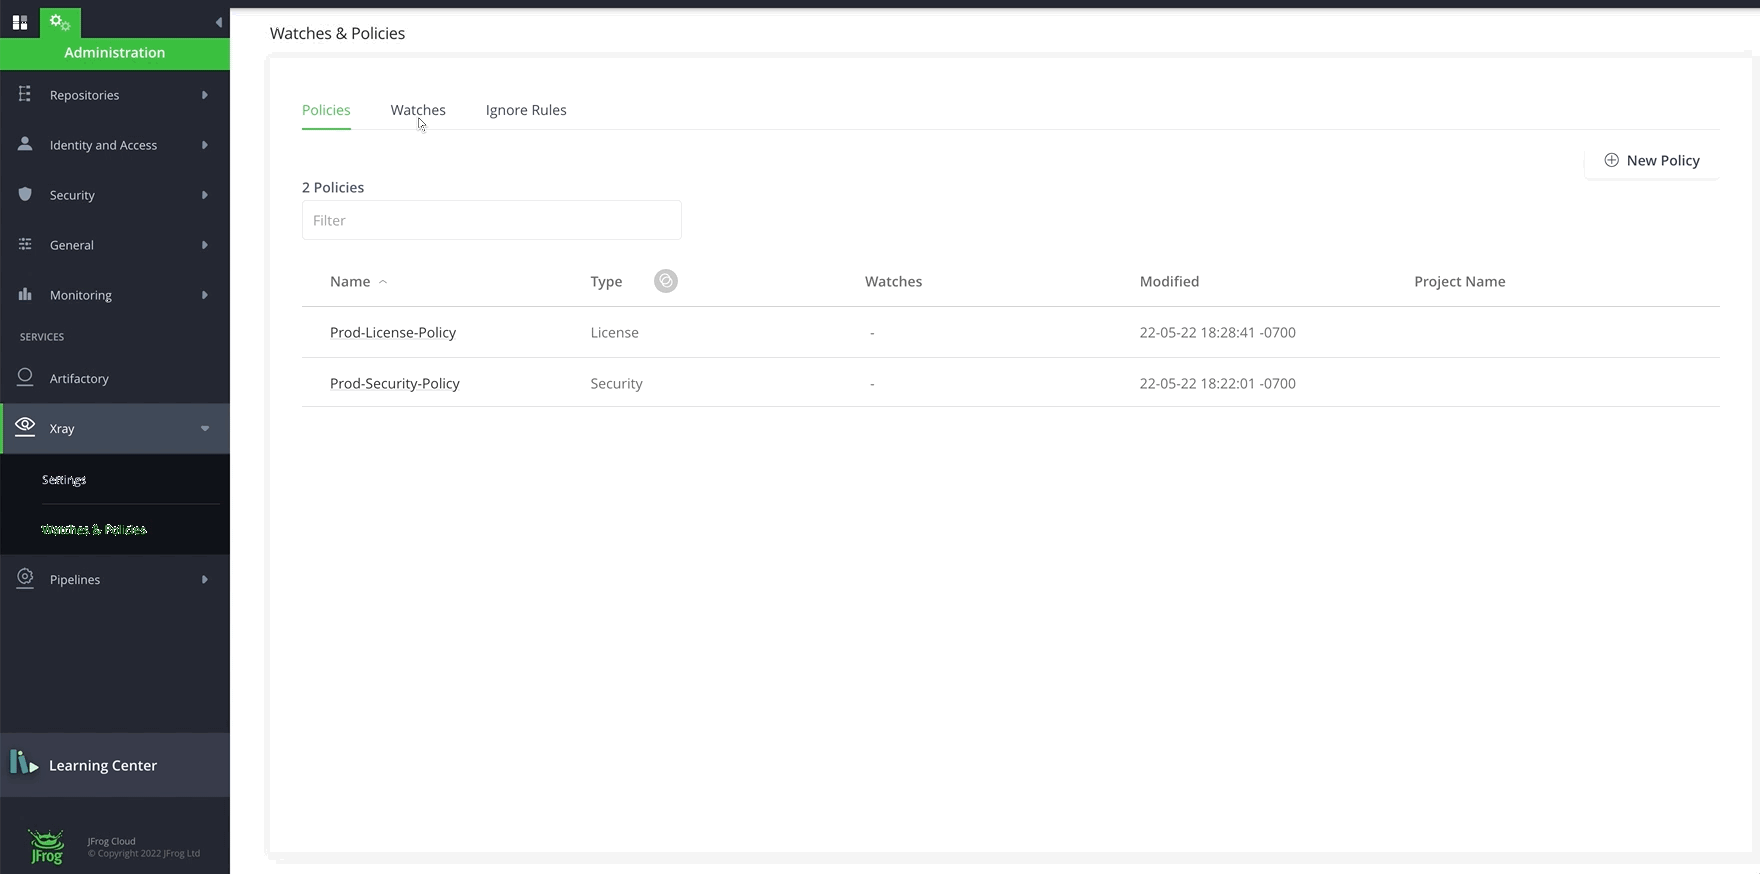 Administration
Repositories
Identity and Access
Security
General
Monitoring
SERVICES
Artifactory
Xray
Settings
Watches & Policies
Pipelines
Learning Center
JFrog
JFrog Cloud
© Copyright 2022 JFrog Ltd
Watches & Policies
Policies Watches Ignore Rules
New Policy
2 Policies
Filter
Name Type Watches Modified Project Name
Prod-License-Policy License - 22-05-22 18:28:41 -0700
Prod-Security-Policy Security - 22-05-22 18:22:01 -0700